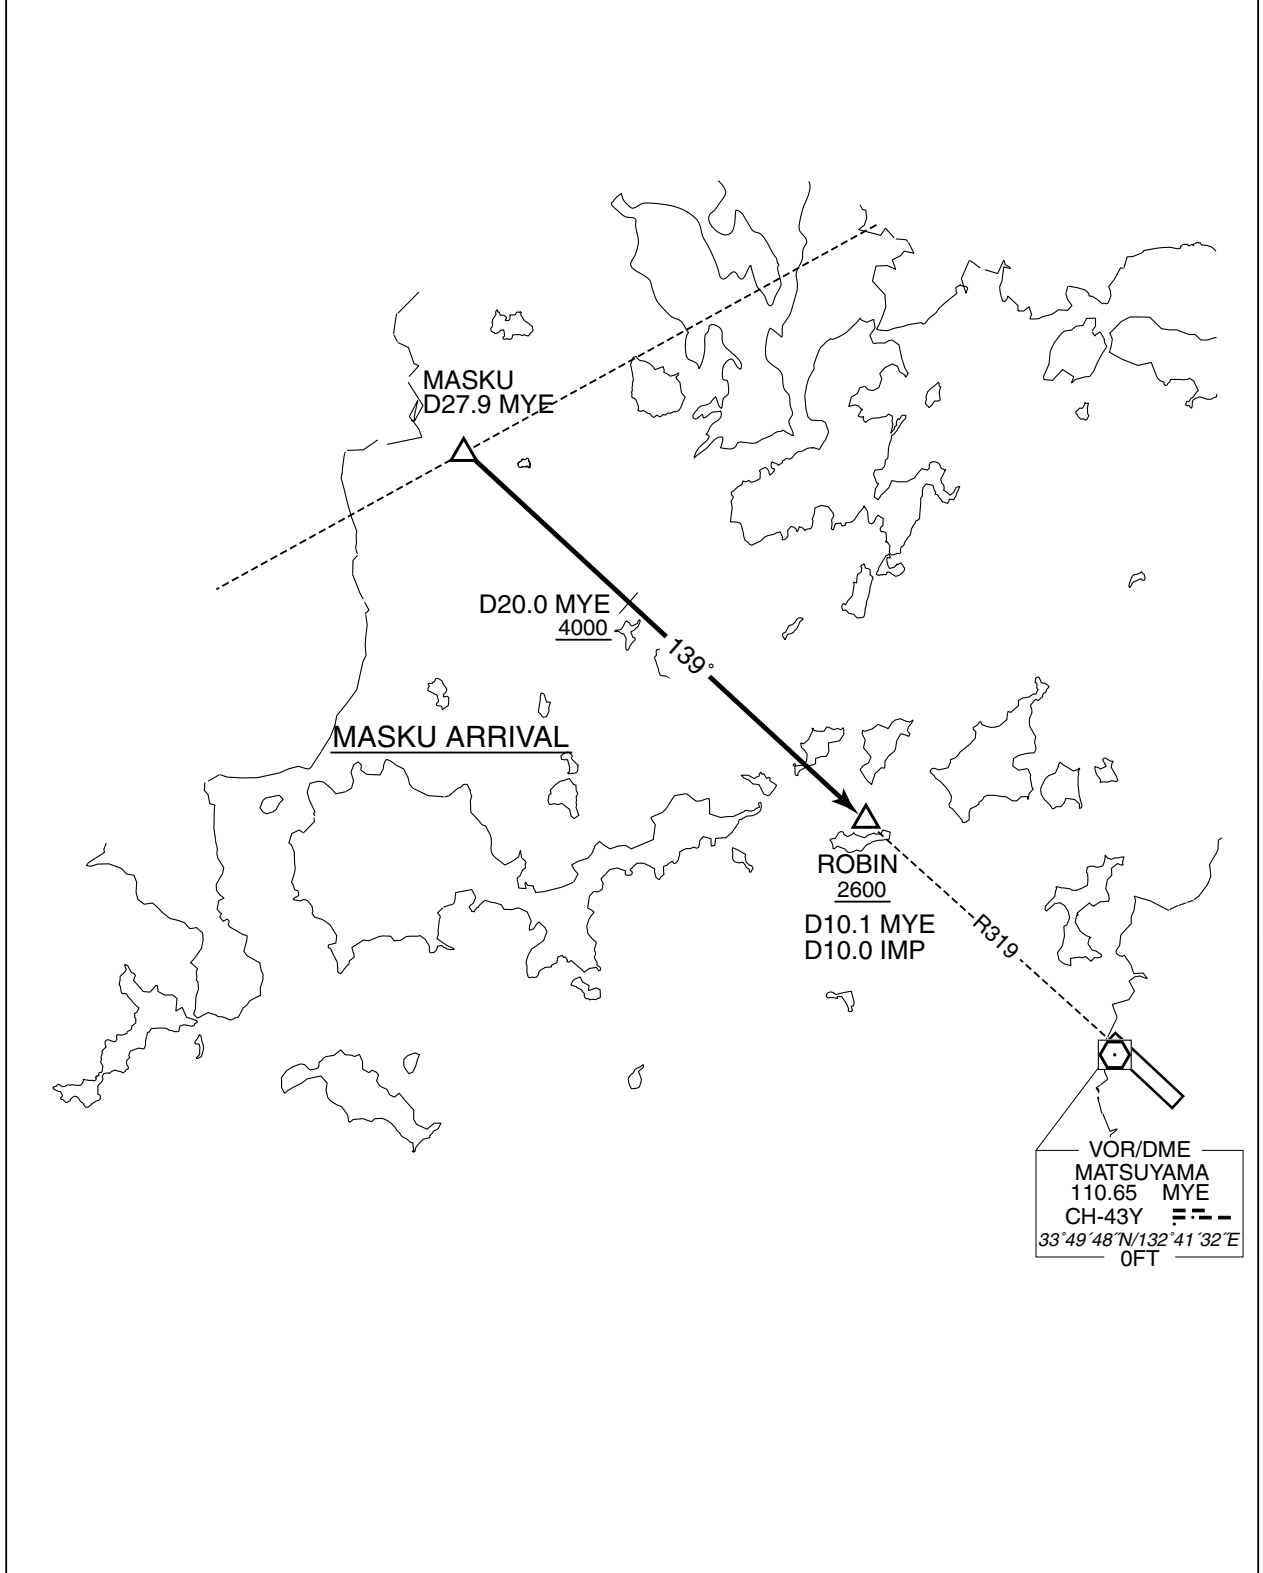 MASKU
D27.9 MYE
D20.0 MYE
4000
139°
MASKU ARRIVAL
ROBIN
2600
D10.1 MYE
D10.0 IMP
R319
VOR/DME
MATSUYAMA
110.65 MYE
CH-43Y
33°49´48˝N/132°41´32˝E
0FT